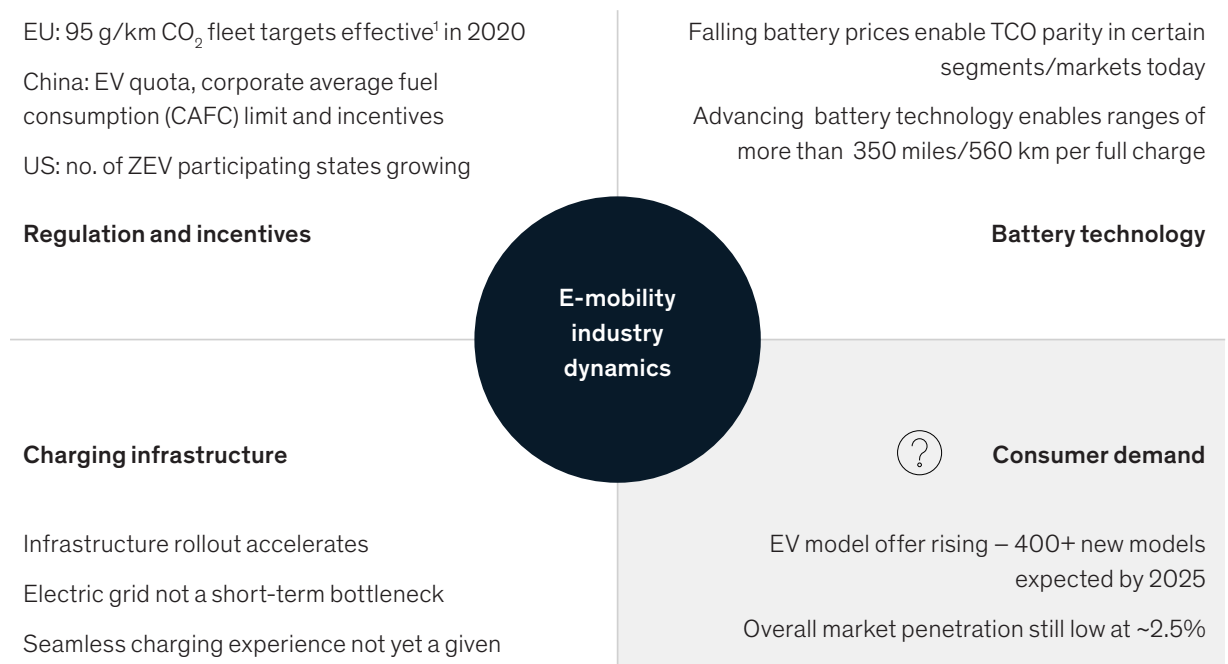 EU: 95 g/km CO₂ fleet targets effective¹ in 2020
China: EV quota, corporate average fuel
consumption (CAFC) limit and incentives
US: no. of ZEV participating states growing
Regulation and incentives
Falling battery prices enable TCO parity in certain
segments/markets today
Advancing battery technology enables ranges of
more than 350 miles/560 km per full charge
Battery technology
E-mobility
industry
dynamics
Charging infrastructure
Infrastructure rollout accelerates
Electric grid not a short-term bottleneck
Seamless charging experience not yet a given
?
Consumer demand
EV model offer rising – 400+ new models
expected by 2025
Overall market penetration still low at ~2.5%